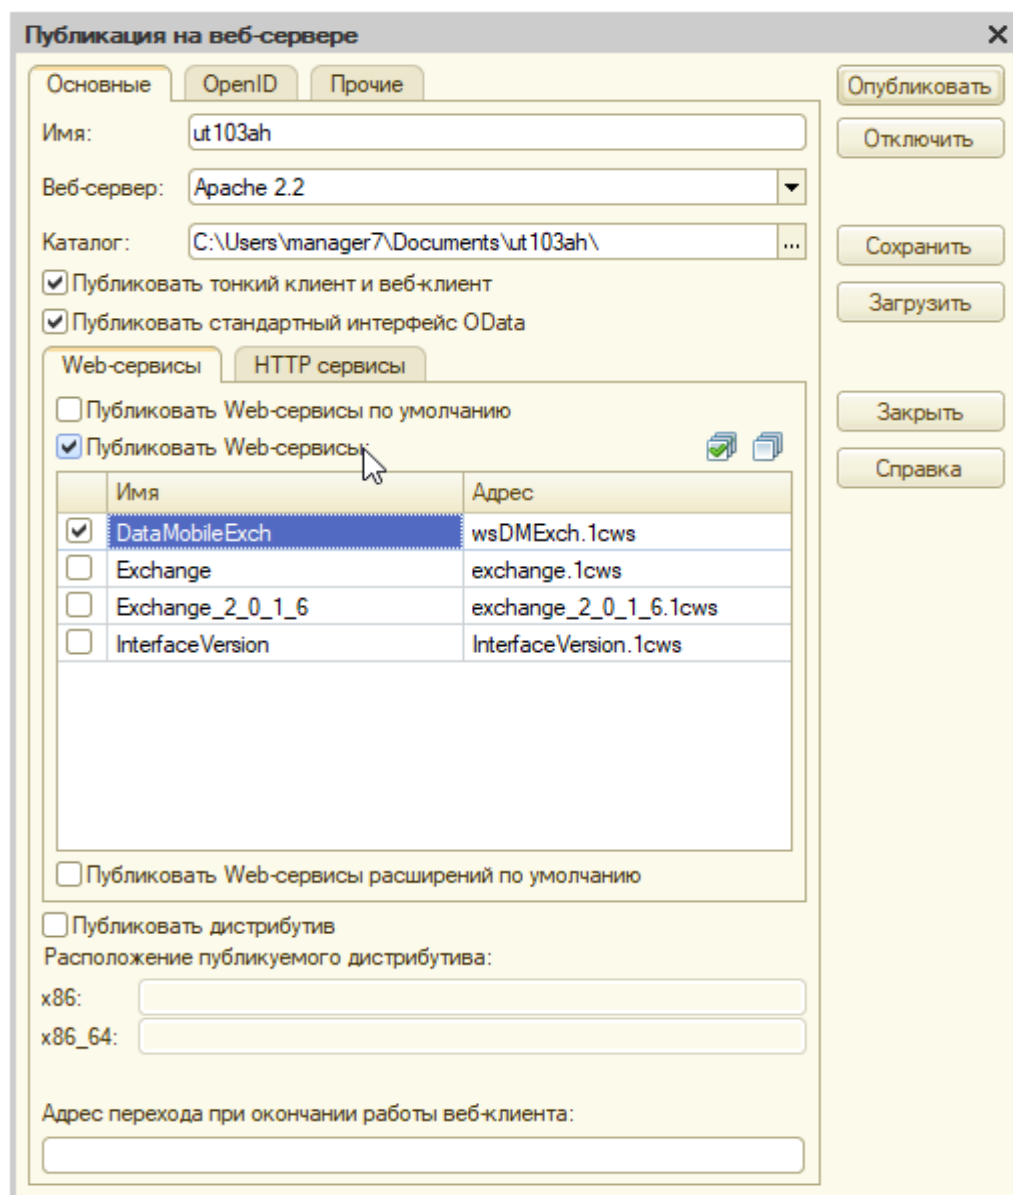 Публикация на веб-сервере
Основные OpenID Прочие
Опубликовать
Имя: ut103ah
Отключить
Веб-сервер: Apache 2.2
Каталог: C:\Users\manager7\Documents\ut103ah\ ...
Сохранить
Публиковать тонкий клиент и веб-клиент
Загрузить
Публиковать стандартный интерфейс OData
Web-сервисы HTTP сервисы
Публиковать Web-сервисы по умолчанию
Закрыть
Публиковать Web-сервисы:
Справка
Имя Адрес
DataMobileExch wsDMExch.1cws
Exchange exchange.1cws
Exchange_2_0_1_6 exchange_2_0_1_6.1cws
InterfaceVersion InterfaceVersion.1cws
Публиковать Web-сервисы расширений по умолчанию
Публиковать дистрибутив
Расположение публикуемого дистрибутива:
x86:
x86_64:
Адрес перехода при окончании работы веб-клиента: